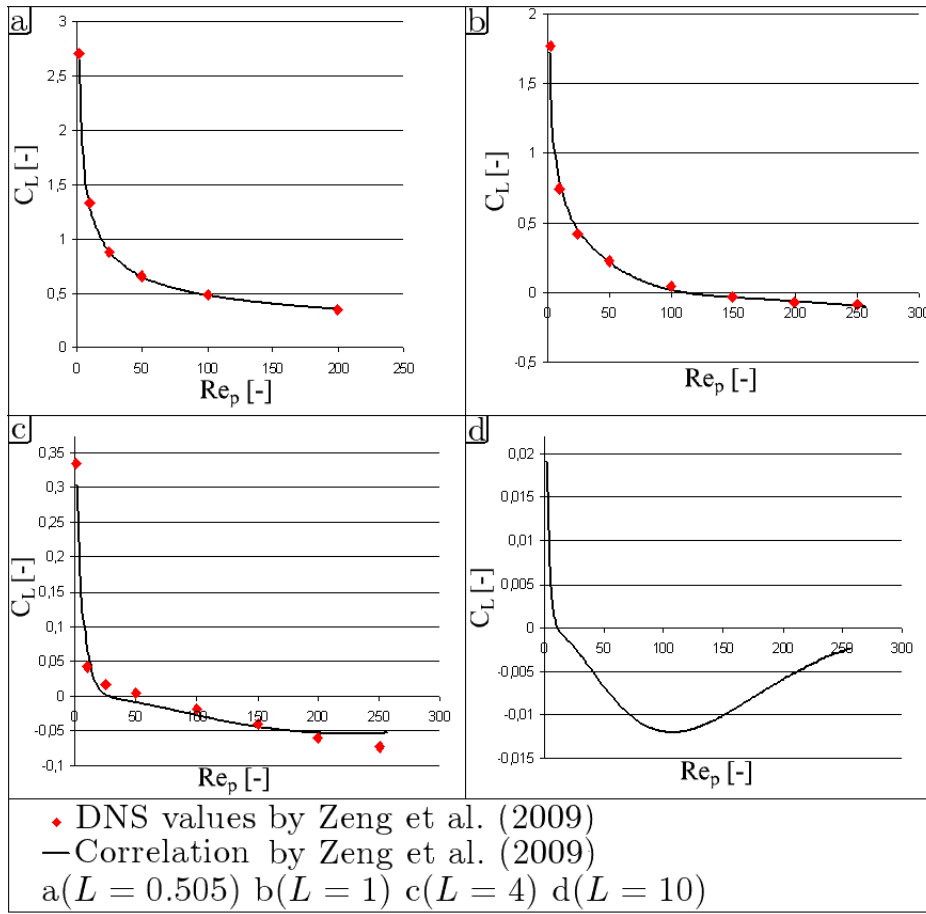 a
3
2,5
2
1,5
1
0,5
0
0 50 100 150 200 250
C_L [-]
Re_p [-]
b
2
1,5
1
0,5
0
-0,5
0 50 100 150 200 250 300
C_L [-]
Re_p [-]
c
0,35
0,3
0,25
0,2
0,15
0,1
0,05
0
-0,05
-0,1
0 50 100 150 200 250 300
C_L [-]
Re_p [-]
d
0,02
0,015
0,01
0,005
0
-0,005
-0,01
-0,015
0 50 100 150 200 250 300
C_L [-]
Re_p [-]
DNS values by Zeng et al. (2009)
Correlation by Zeng et al. (2009)
a(L = 0.505) b(L = 1) c(L = 4) d(L = 10)